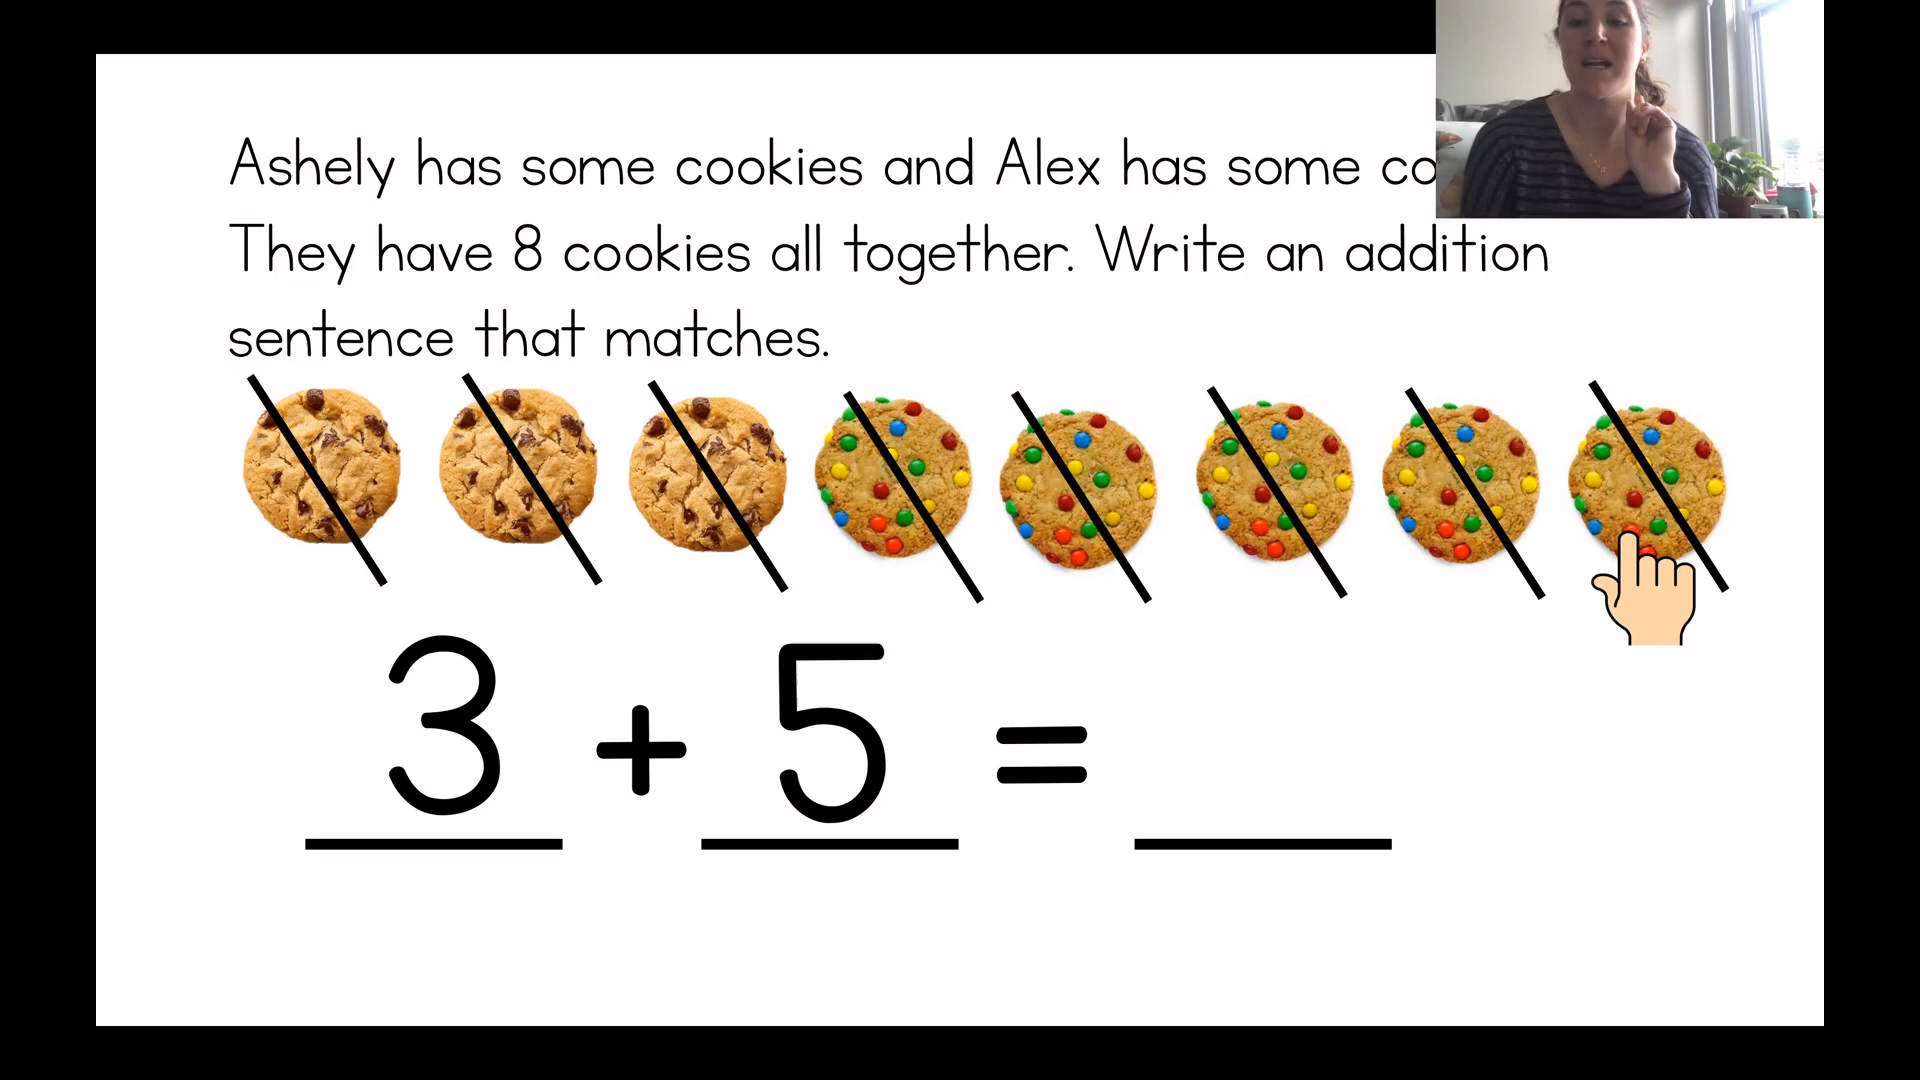 Ashely has some cookies and Alex has some
They have 8 cookies all together. Write an addition
sentence that matches.
3 + 5 =